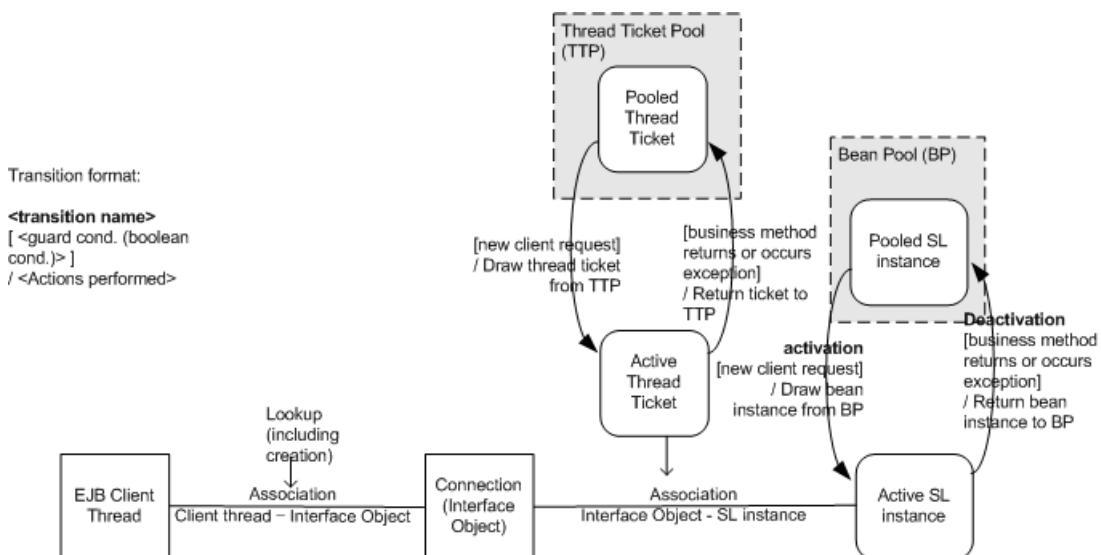 Thread Ticket Pool
(TTP)
Pooled
Thread
Ticket
Bean Pool (BP)
Transition format:
<transition name>
[ <guard cond. (boolean
cond.)> ]
/ <Actions performed>
[new client request]
/ Draw thread ticket
from TTP
[business method
returns or occurs
exception]
/ Return ticket to
TTP
Pooled SL
instance
Active
Thread
Ticket
activation
[new client request]
/ Draw bean
instance from BP
Deactivation
[business method
returns or occurs
exception]
/ Return bean
instance to BP
Lookup
(including
creation)
EJB Client
Thread
Association
Client thread – Interface Object
Connection
(Interface
Object)
Association
Interface Object - SL instance
Active SL
instance